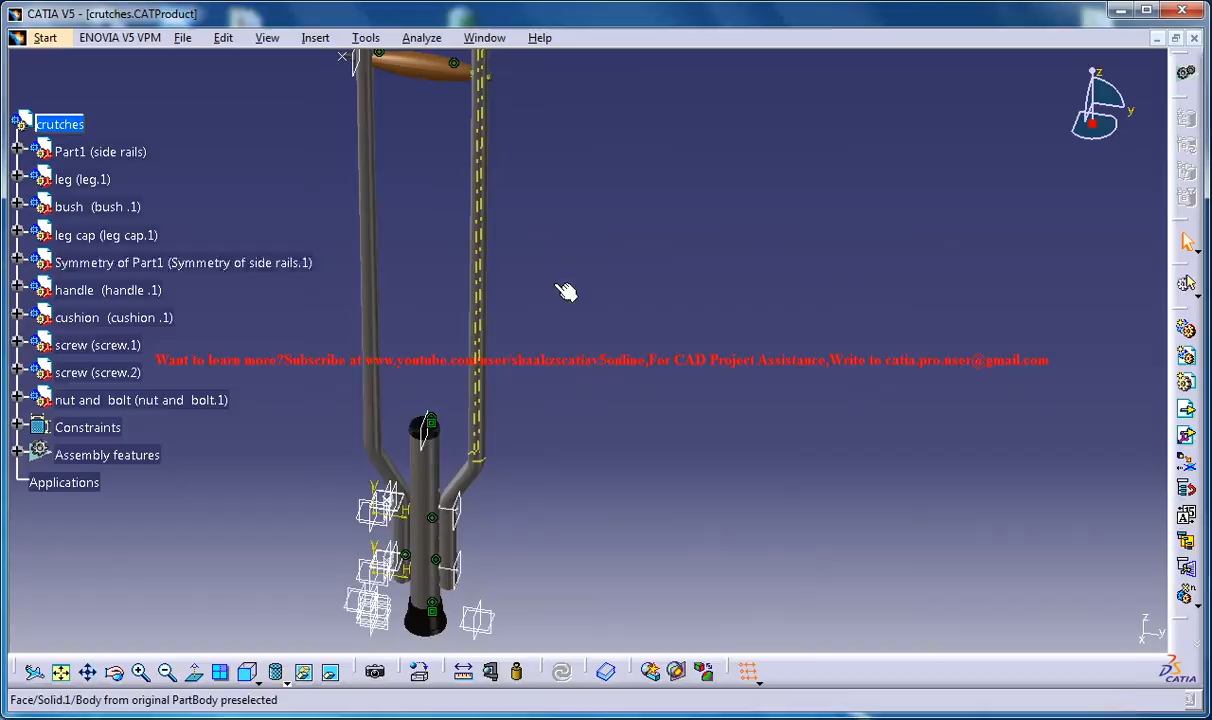 CATIA V5 - [crutches.CATProduct]
Start ENOVIA V5 VPM File Edit View Insert Tools Analyze Window Help
z
y
crutches
Part1 (side rails)
leg (leg.1)
bush (bush .1)
leg cap (leg cap.1)
Symmetry of Part1 (Symmetry of side rails.1)
handle (handle .1)
cushion (cushion .1)
screw (screw.1)
Want to learn more?Subscribe at www.youtube.com/user/shaakzscatiav5online,For CAD Project Assistance,Write to catia.pro.user@gmail.com
screw (screw.2)
nut and bolt (nut and bolt.1)
Constraints
Assembly features
Applications
V
H
V
H
z
y
x
CATIA
Face/Solid.1/Body from original PartBody preselected